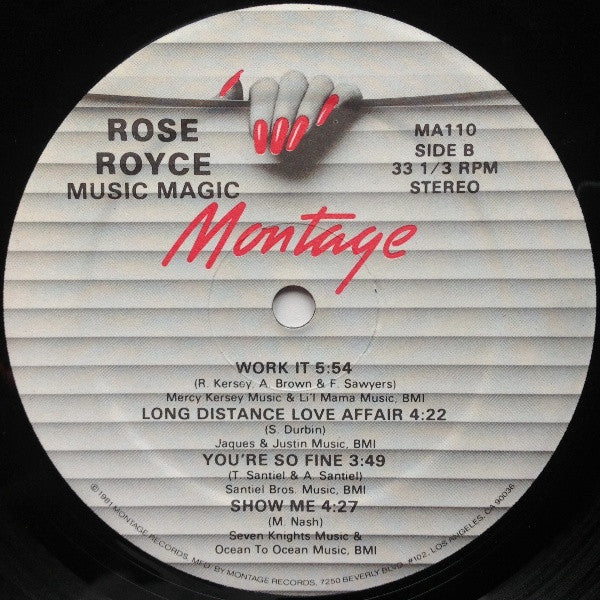 ROSE
ROYCE
MUSIC MAGIC
MA110
SIDE B
33 1/3 RPM
STEREO
Montage
WORK IT 5:54
(R. Kersey, A. Brown & F. Sawyers)
Mercy Kersey Music & Li'l Mama Music, BMI
LONG DISTANCE LOVE AFFAIR 4:22
(S. Durbin)
Jaques & Justin Music, BMI
YOU'RE SO FINE 3:49
(T. Santiel & A. Santiel)
Santiel Bros. Music, BMI
SHOW ME 4:27
(M. Nash)
Seven Knights Music &
Ocean To Ocean Music, BMI
© 1981 MONTAGE RECORDS, MFD. BY MONTAGE RECORDS, 7250 BEVERLY BLVD. #102, LOS ANGELES, CA 90036